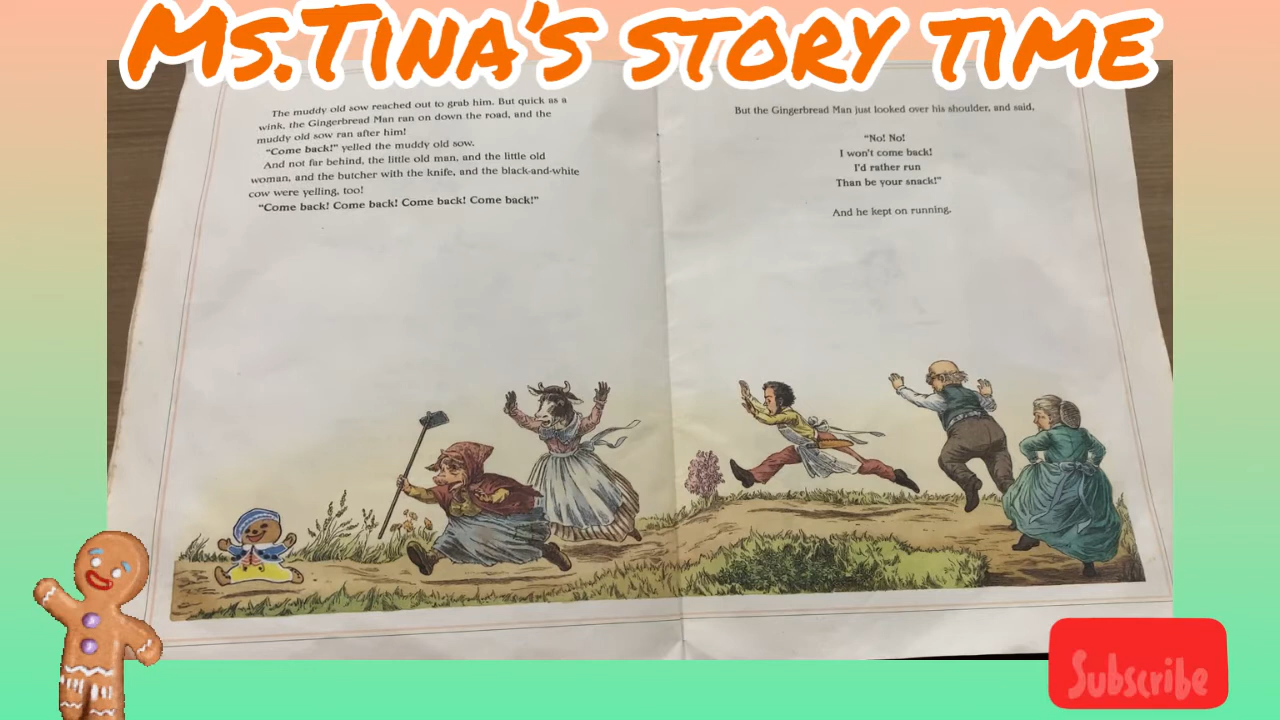 Ms.Tina's story time
The muddy old sow reached out to grab him. But quick as a
wink, the Gingerbread Man ran on down the road, and the
muddy old sow ran after him!
"Come back!" yelled the muddy old sow.
And not far behind, the little old man, and the little old
woman, and the butcher with the knife, and the black-and-white
cow were yelling, too!
"Come back! Come back! Come back! Come back!"
But the Gingerbread Man just looked over his shoulder, and said,
"No! No!
I won't come back!
I'd rather run
Than be your snack!"
And he kept on running.
Subscribe